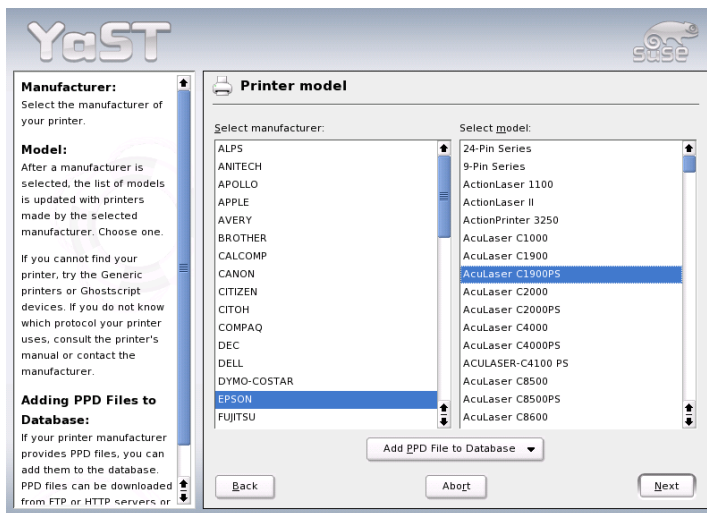 YaST
SUSE
Manufacturer:
Select the manufacturer of
your printer.
Model:
After a manufacturer is
selected, the list of models
is updated with printers
made by the selected
manufacturer. Choose one.
If you cannot find your
printer, try the Generic
printers or Ghostscript
devices. If you do not know
which protocol your printer
uses, consult the printer's
manual or contact the
manufacturer.
Adding PPD Files to
Database:
If your printer manufacturer
provides PPD files, you can
add them to the database.
PPD files can be downloaded
from FTP or HTTP servers or
Printer model
Select manufacturer:
ALPS
ANITECH
APOLLO
APPLE
AVERY
BROTHER
CALCOMP
CANON
CITIZEN
CITOH
COMPAQ
DEC
DELL
DYMO-COSTAR
EPSON
FUJITSU
Select model:
24-Pin Series
9-Pin Series
ActionLaser 1100
ActionLaser II
ActionPrinter 3250
AcuLaser C1000
AcuLaser C1900
AcuLaser C1900PS
AcuLaser C2000
AcuLaser C2000PS
AcuLaser C4000
AcuLaser C4000PS
ACULASER-C4100 PS
AcuLaser C8500
AcuLaser C8500PS
AcuLaser C8600
Add PPD File to Database
Back
Abort
Next